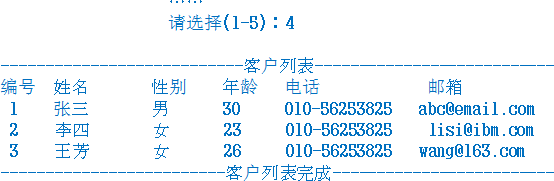 ......
请选择(1-5)：4
---------------------------客户列表---------------------------
编号 姓名 性别 年龄 电话 邮箱
1 张三 男 30 010-56253825 abc@email.com
2 李四 女 23 010-56253825 lisi@ibm.com
3 王芳 女 26 010-56253825 wang@163.com
-------------------------客户列表完成-------------------------